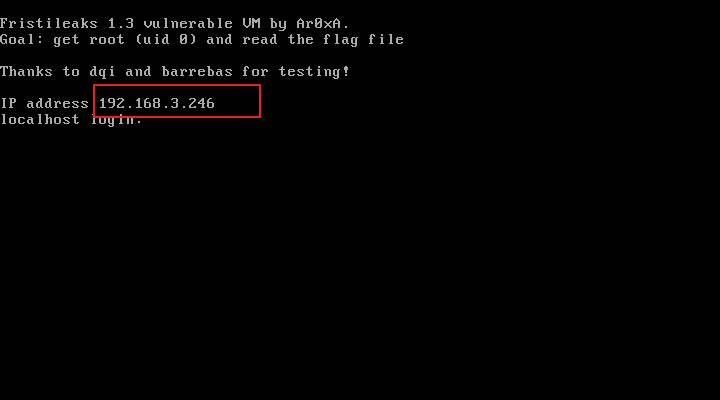 Fristileaks 1.3 vulnerable VM by Ar0xA.
Goal: get root (uid 0) and read the flag file
Thanks to dqi and barrebas for testing!
IP address 192.168.3.246
localhost login: